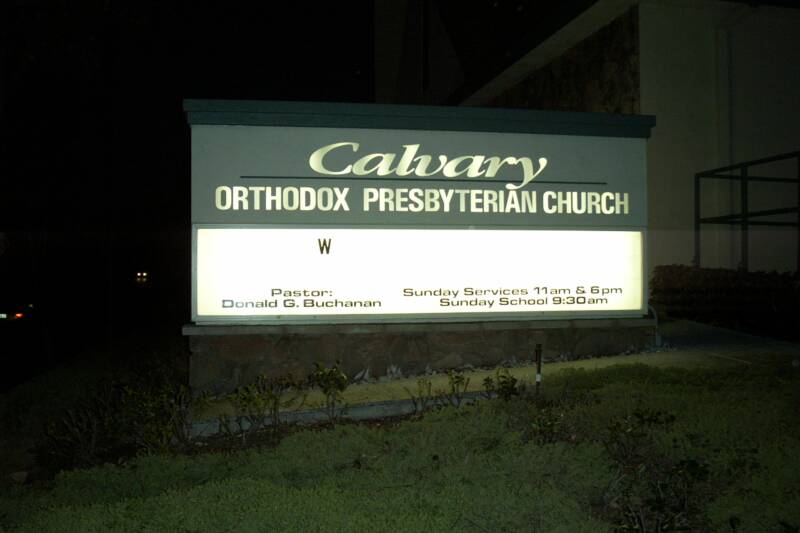 Calvary
ORTHODOX PRESBYTERIAN CHURCH
W
Pastor:
Donald G. Buchanan
Sunday Services 11am & 6pm
Sunday School 9:30am